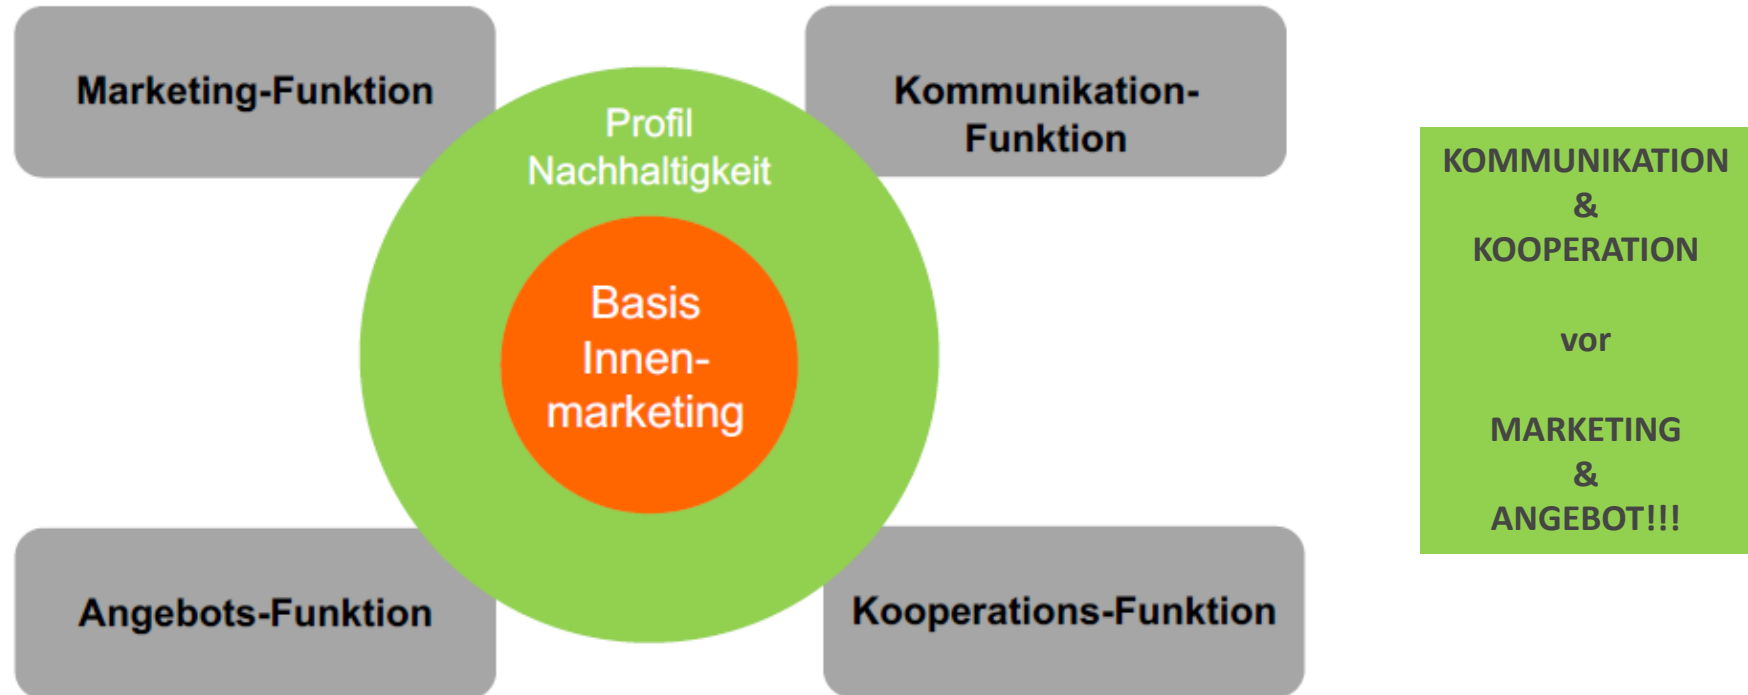 Marketing-Funktion
Kommunikation-
Funktion
Profil
Nachhaltigkeit
Basis
Innen-
marketing
Angebots-Funktion
Kooperations-Funktion
KOMMUNIKATION
&
KOOPERATION
vor
MARKETING
&
ANGEBOT!!!